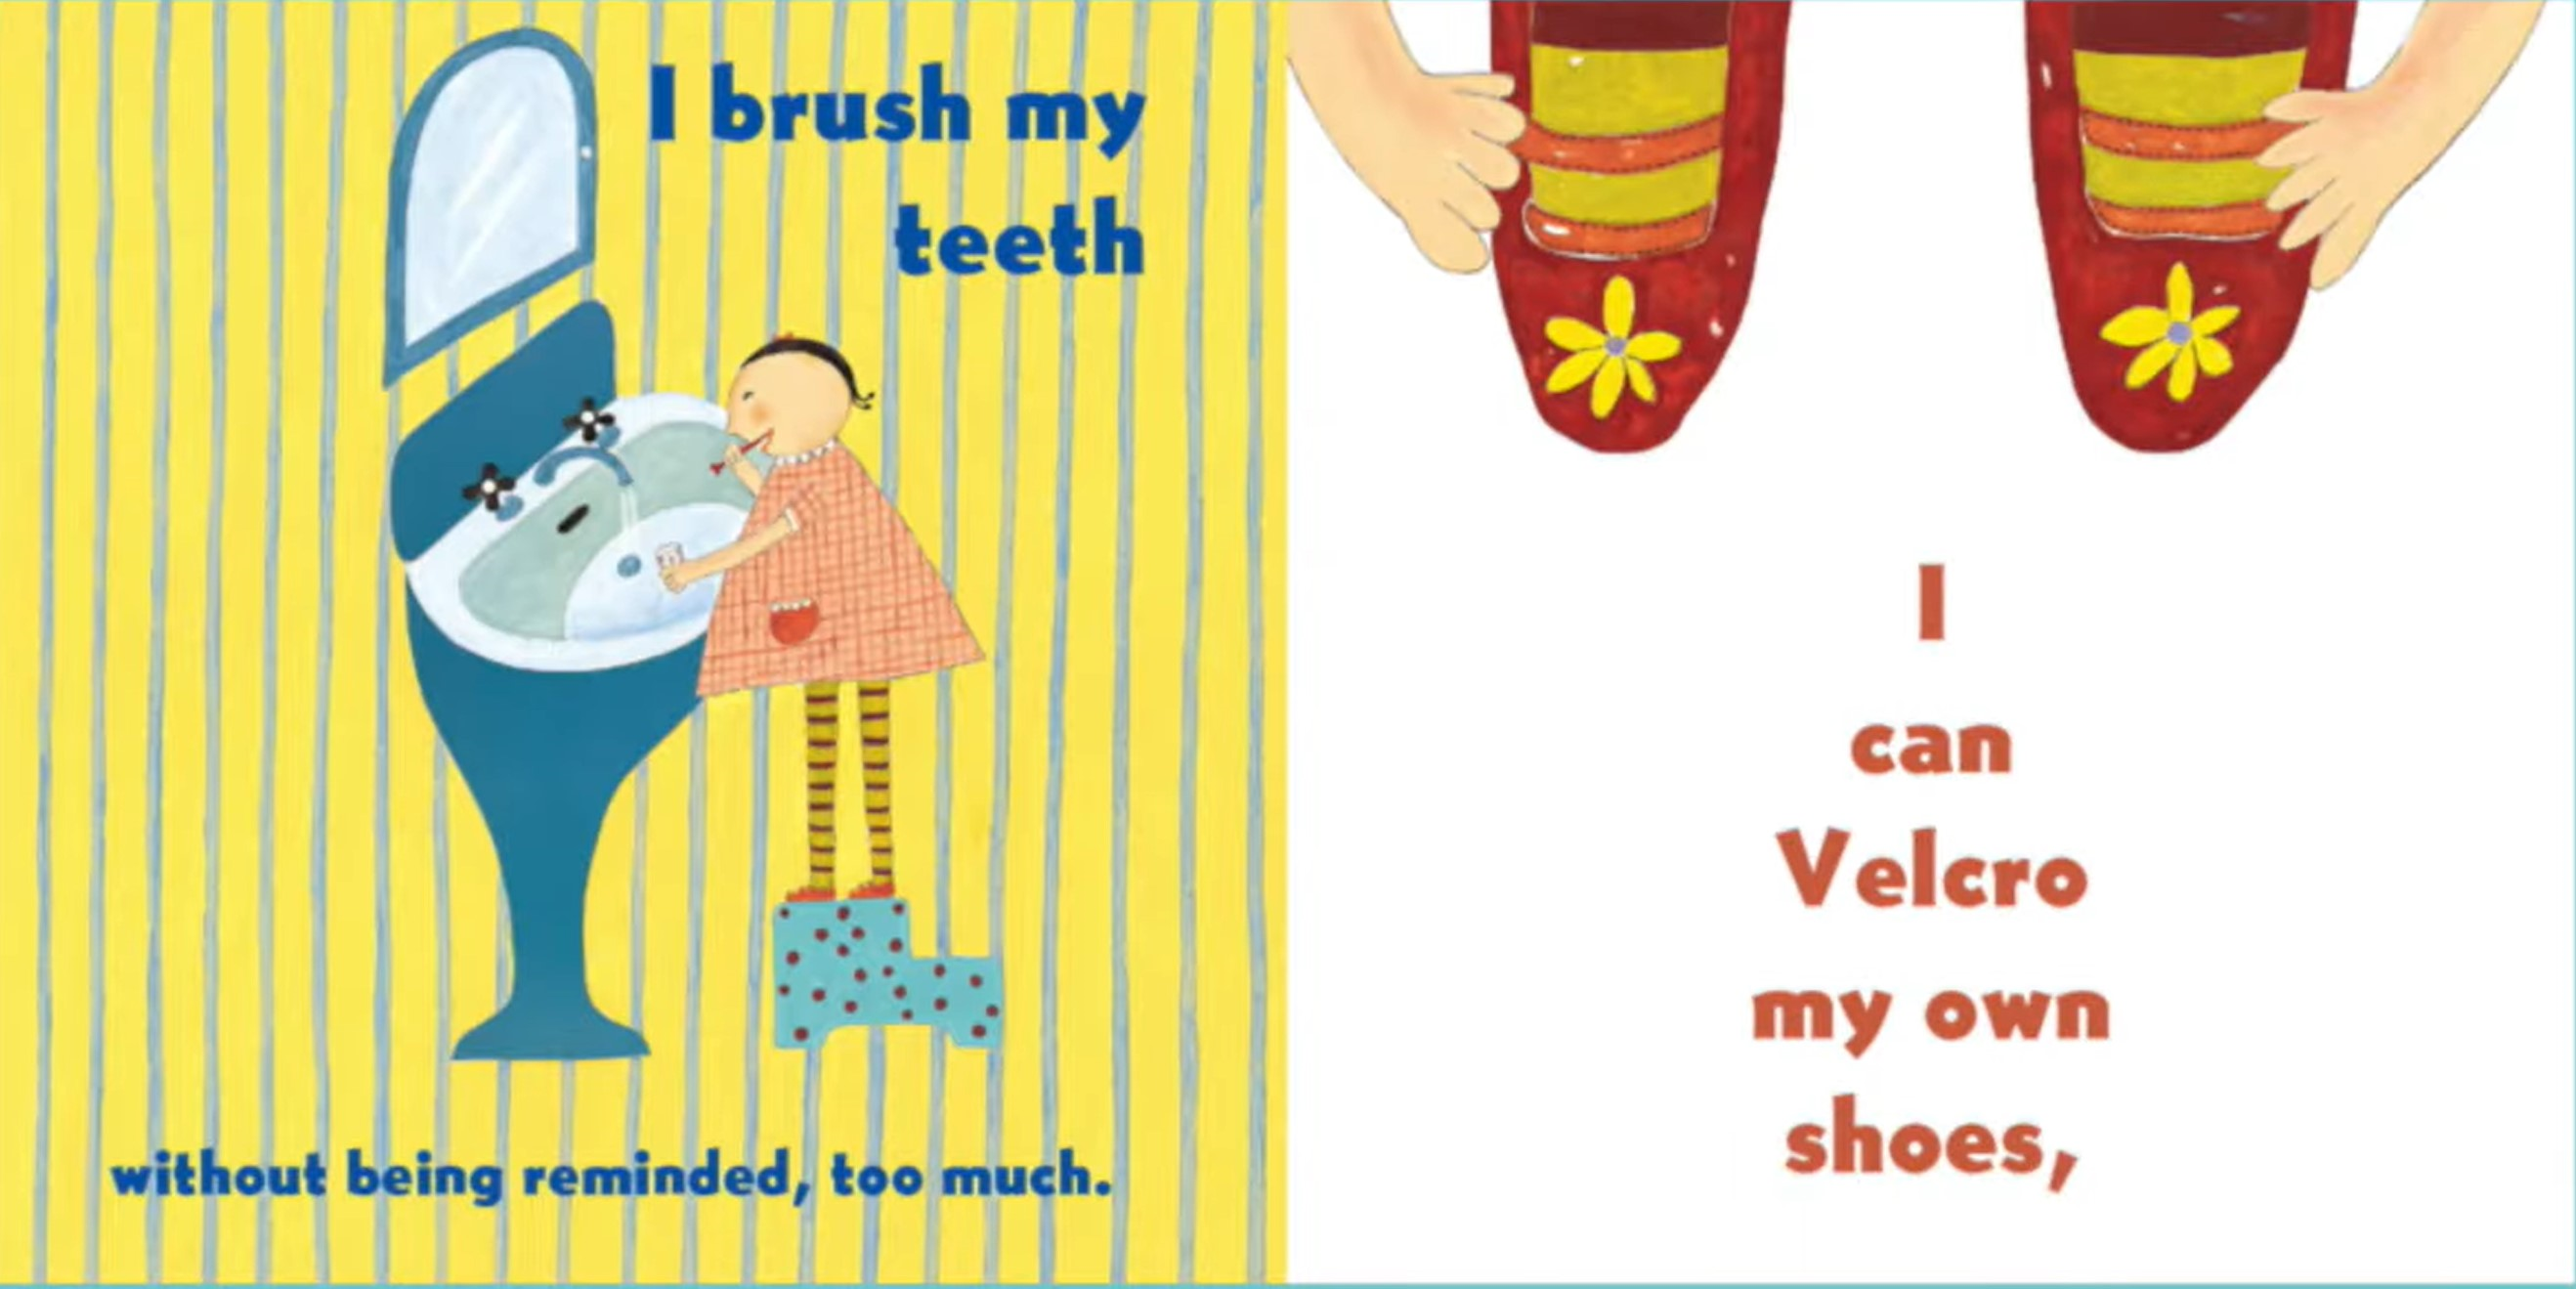 I brush my
teeth
without being reminded, too much.
I
can
Velcro
my own
shoes,